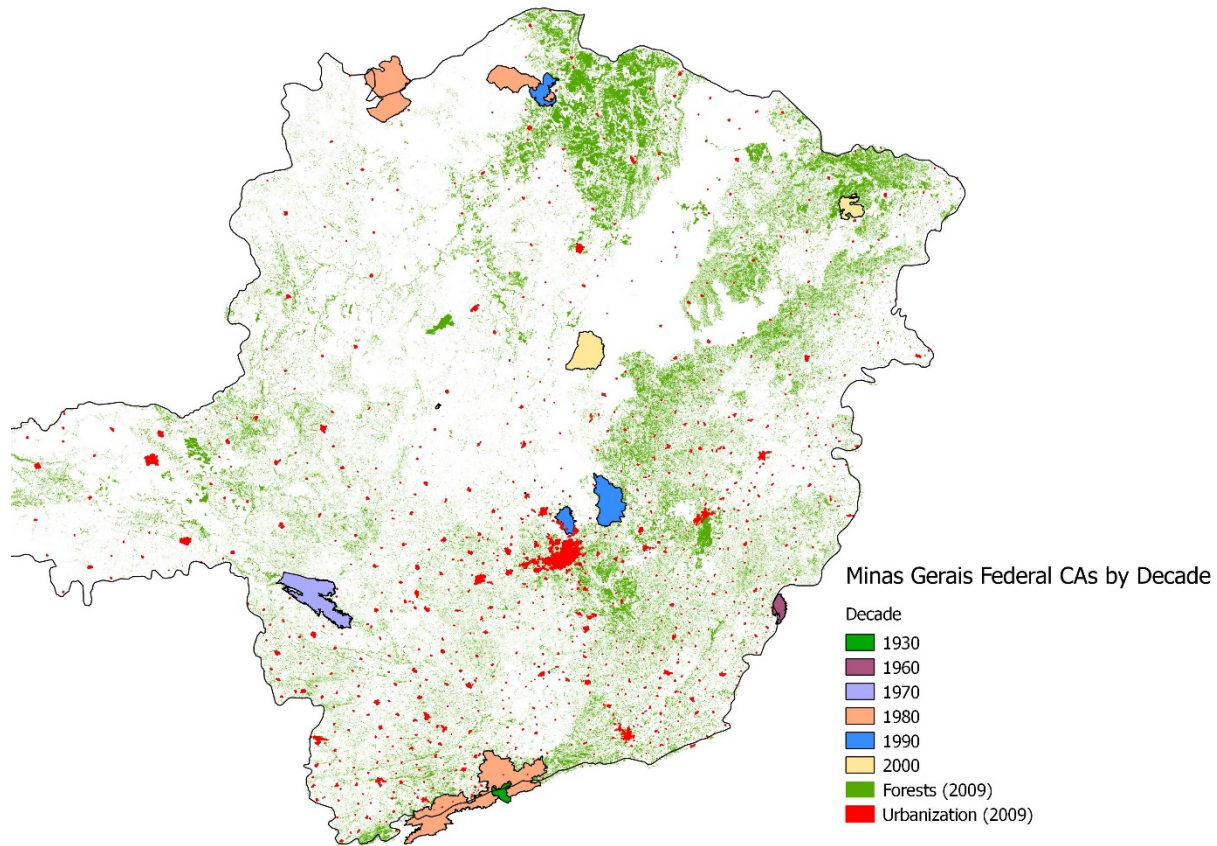 Minas Gerais Federal CAs by Decade
Decade
1930
1960
1970
1980
1990
2000
Forests (2009)
Urbanization (2009)